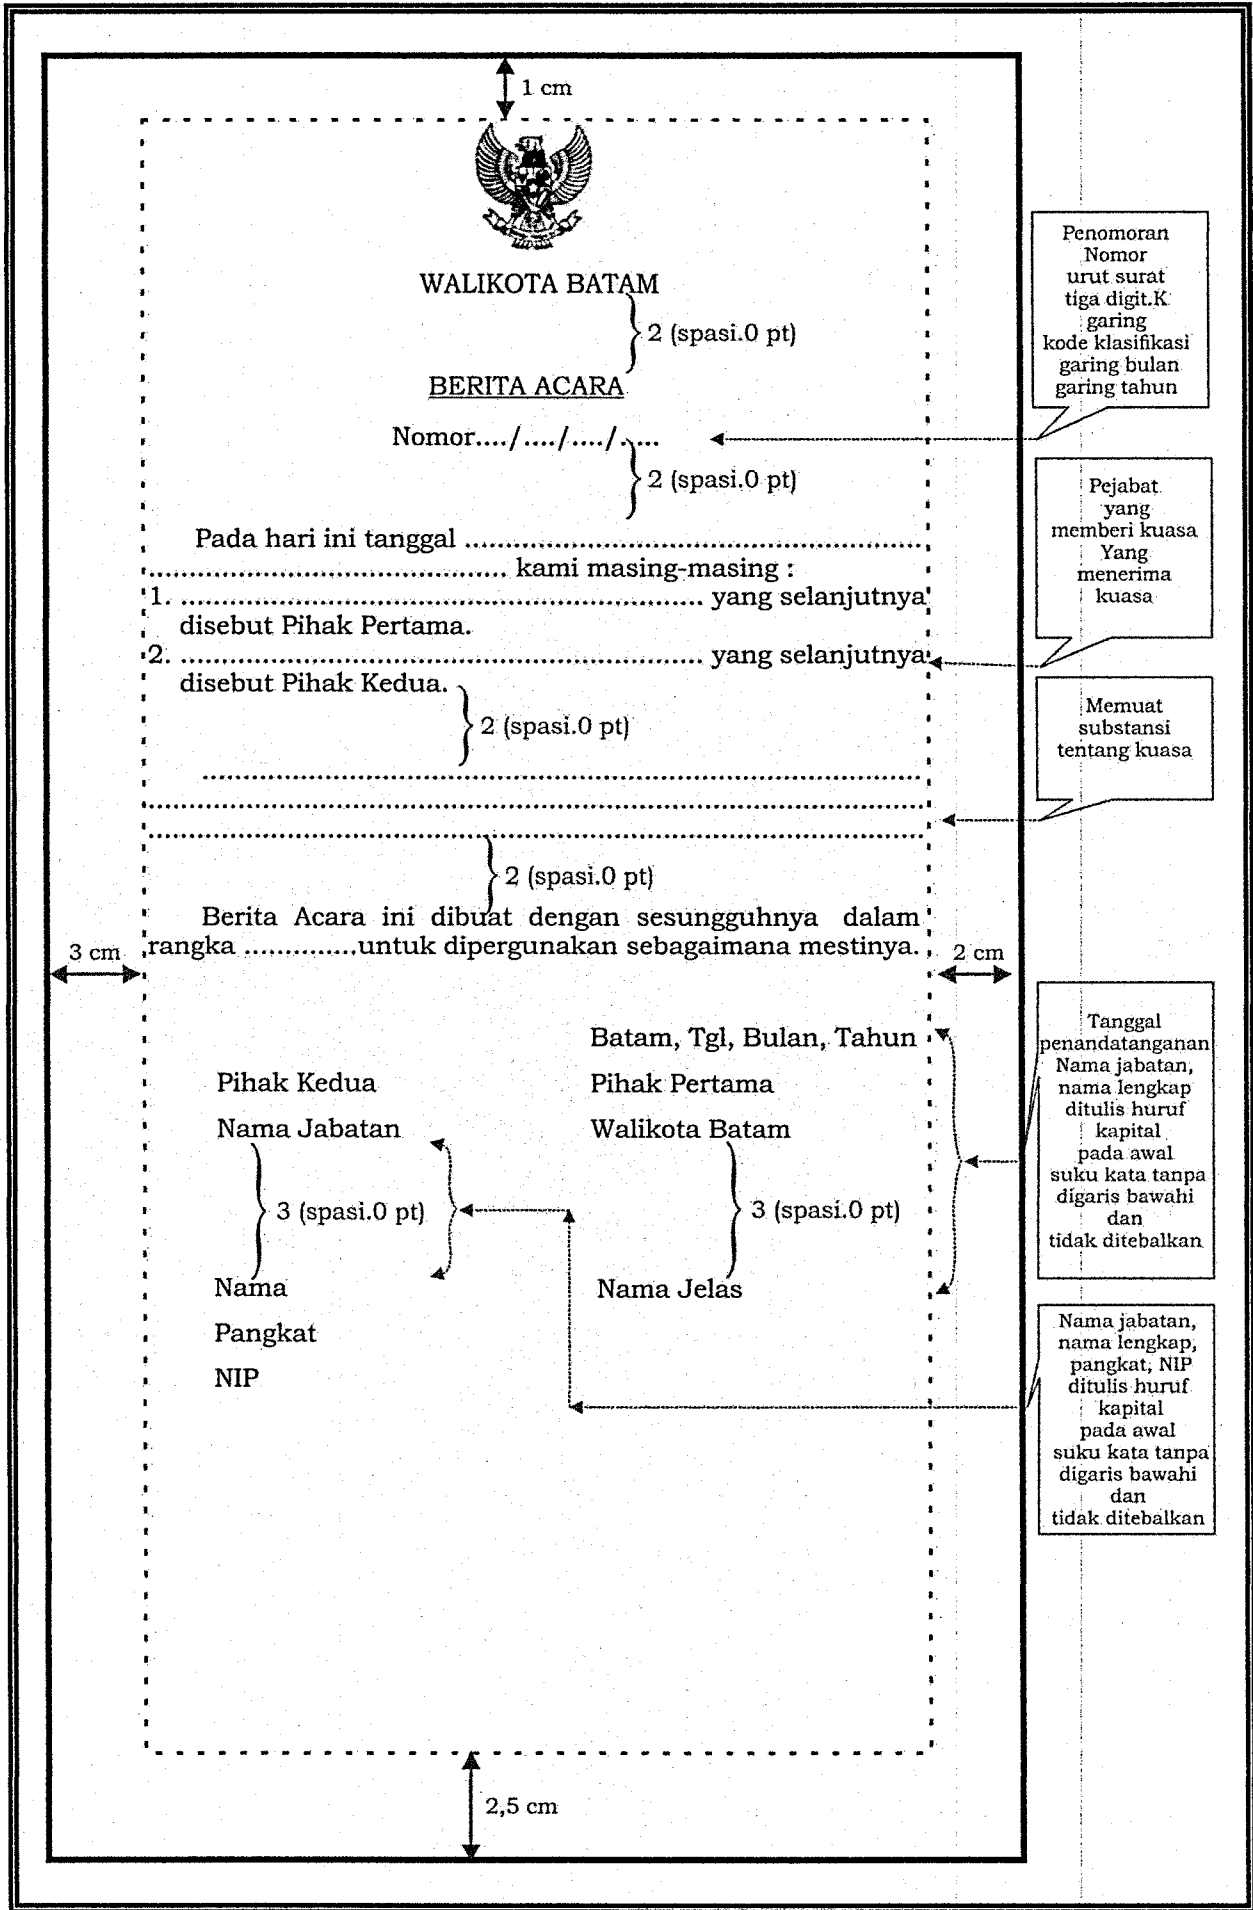 1 cm
WALIKOTA BATAM
2 (spasi.0 pt)
BERITA ACARA
Nomor..../..../..../.....
2 (spasi.0 pt)
Pada hari ini tanggal ................................................................
.................................................. kami masing-masing :
1. ......................................................................... yang selanjutnya
disebut Pihak Pertama.
2. ......................................................................... yang selanjutnya
disebut Pihak Kedua.
2 (spasi.0 pt)
....................................................................................................
............................................................................................................
............................................................................................................
2 (spasi.0 pt)
Berita Acara ini dibuat dengan sesungguhnya dalam
rangka ..............untuk dipergunakan sebagaimana mestinya.
3 cm
2 cm
Batam, Tgl, Bulan, Tahun
Pihak Kedua
Pihak Pertama
Nama Jabatan
Walikota Batam
3 (spasi.0 pt)
3 (spasi.0 pt)
Nama
Nama Jelas
Pangkat
NIP
2,5 cm
Penomoran
Nomor
urut surat
tiga digit.K
garing
kode klasifikasi
garing bulan
garing tahun
Pejabat
yang
memberi kuasa
Yang
menerima
kuasa
Memuat
substansi
tentang kuasa
Tanggal
penandatanganan
Nama jabatan,
nama lengkap
ditulis huruf
kapital
pada awal
suku kata tanpa
digaris bawahi
dan
tidak ditebalkan
Nama jabatan,
nama lengkap,
pangkat, NIP
ditulis huruf
kapital
pada awal
suku kata tanpa
digaris bawahi
dan
tidak ditebalkan